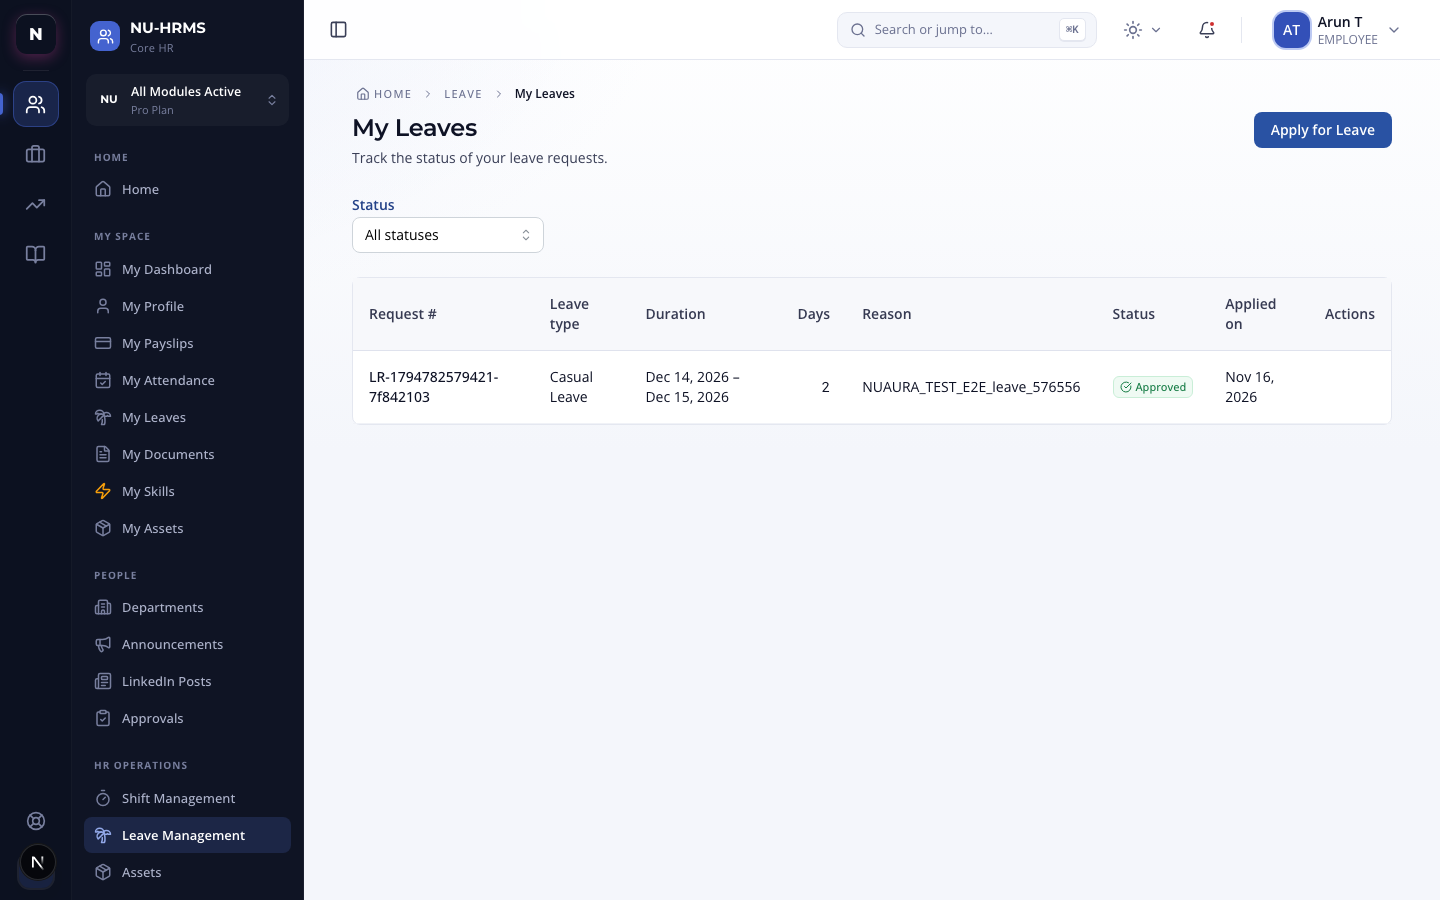 N
NU-HRMS
Core HR
NU
All Modules Active
Pro Plan
HOME
Home
MY SPACE
My Dashboard
My Profile
My Payslips
My Attendance
My Leaves
My Documents
My Skills
My Assets
PEOPLE
Departments
Announcements
LinkedIn Posts
Approvals
HR OPERATIONS
Shift Management
Leave Management
Assets
N
Search or jump to...
⌘K
AT
Arun T
EMPLOYEE
HOME > LEAVE > My Leaves
My Leaves
Track the status of your leave requests.
Apply for Leave
Status
All statuses
Request # Leave type Duration Days Reason Status Applied on Actions
LR-1794782579421-7f842103 Casual Leave Dec 14, 2026 – Dec 15, 2026 2 NUAURA_TEST_E2E_leave_576556 Approved Nov 16, 2026